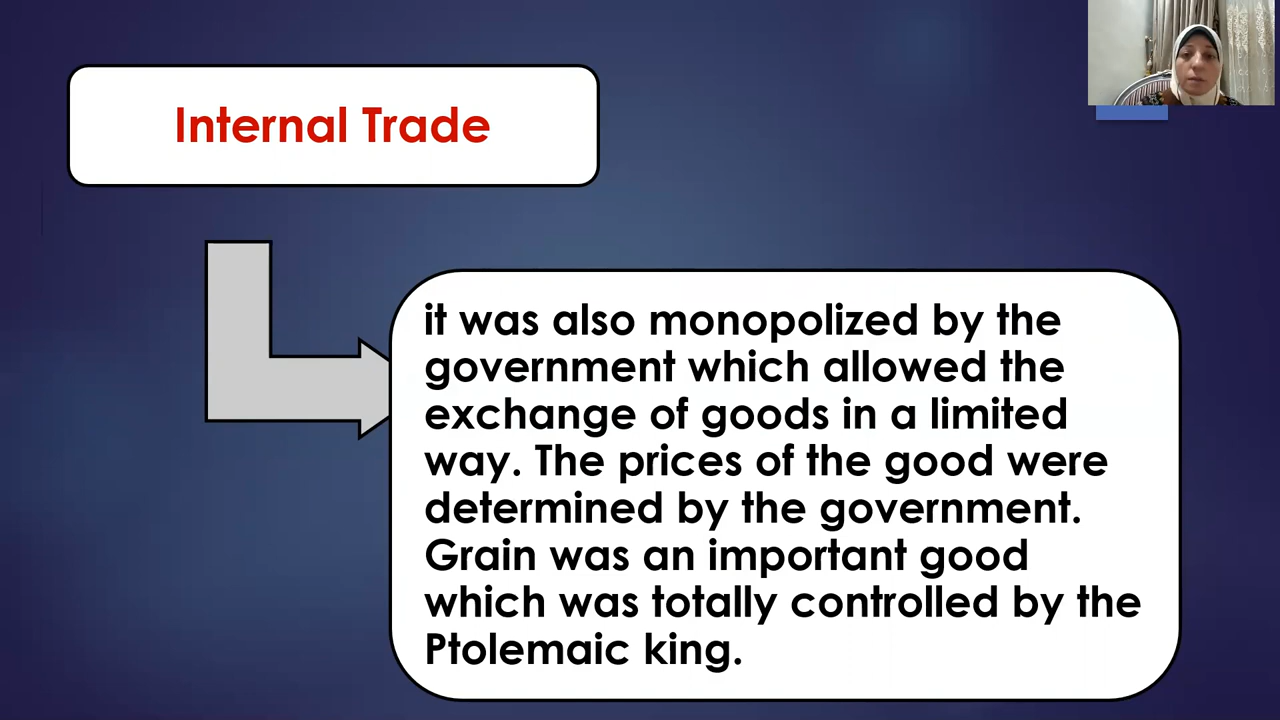 Internal Trade
it was also monopolized by the
government which allowed the
exchange of goods in a limited
way. The prices of the good were
determined by the government.
Grain was an important good
which was totally controlled by the
Ptolemaic king.